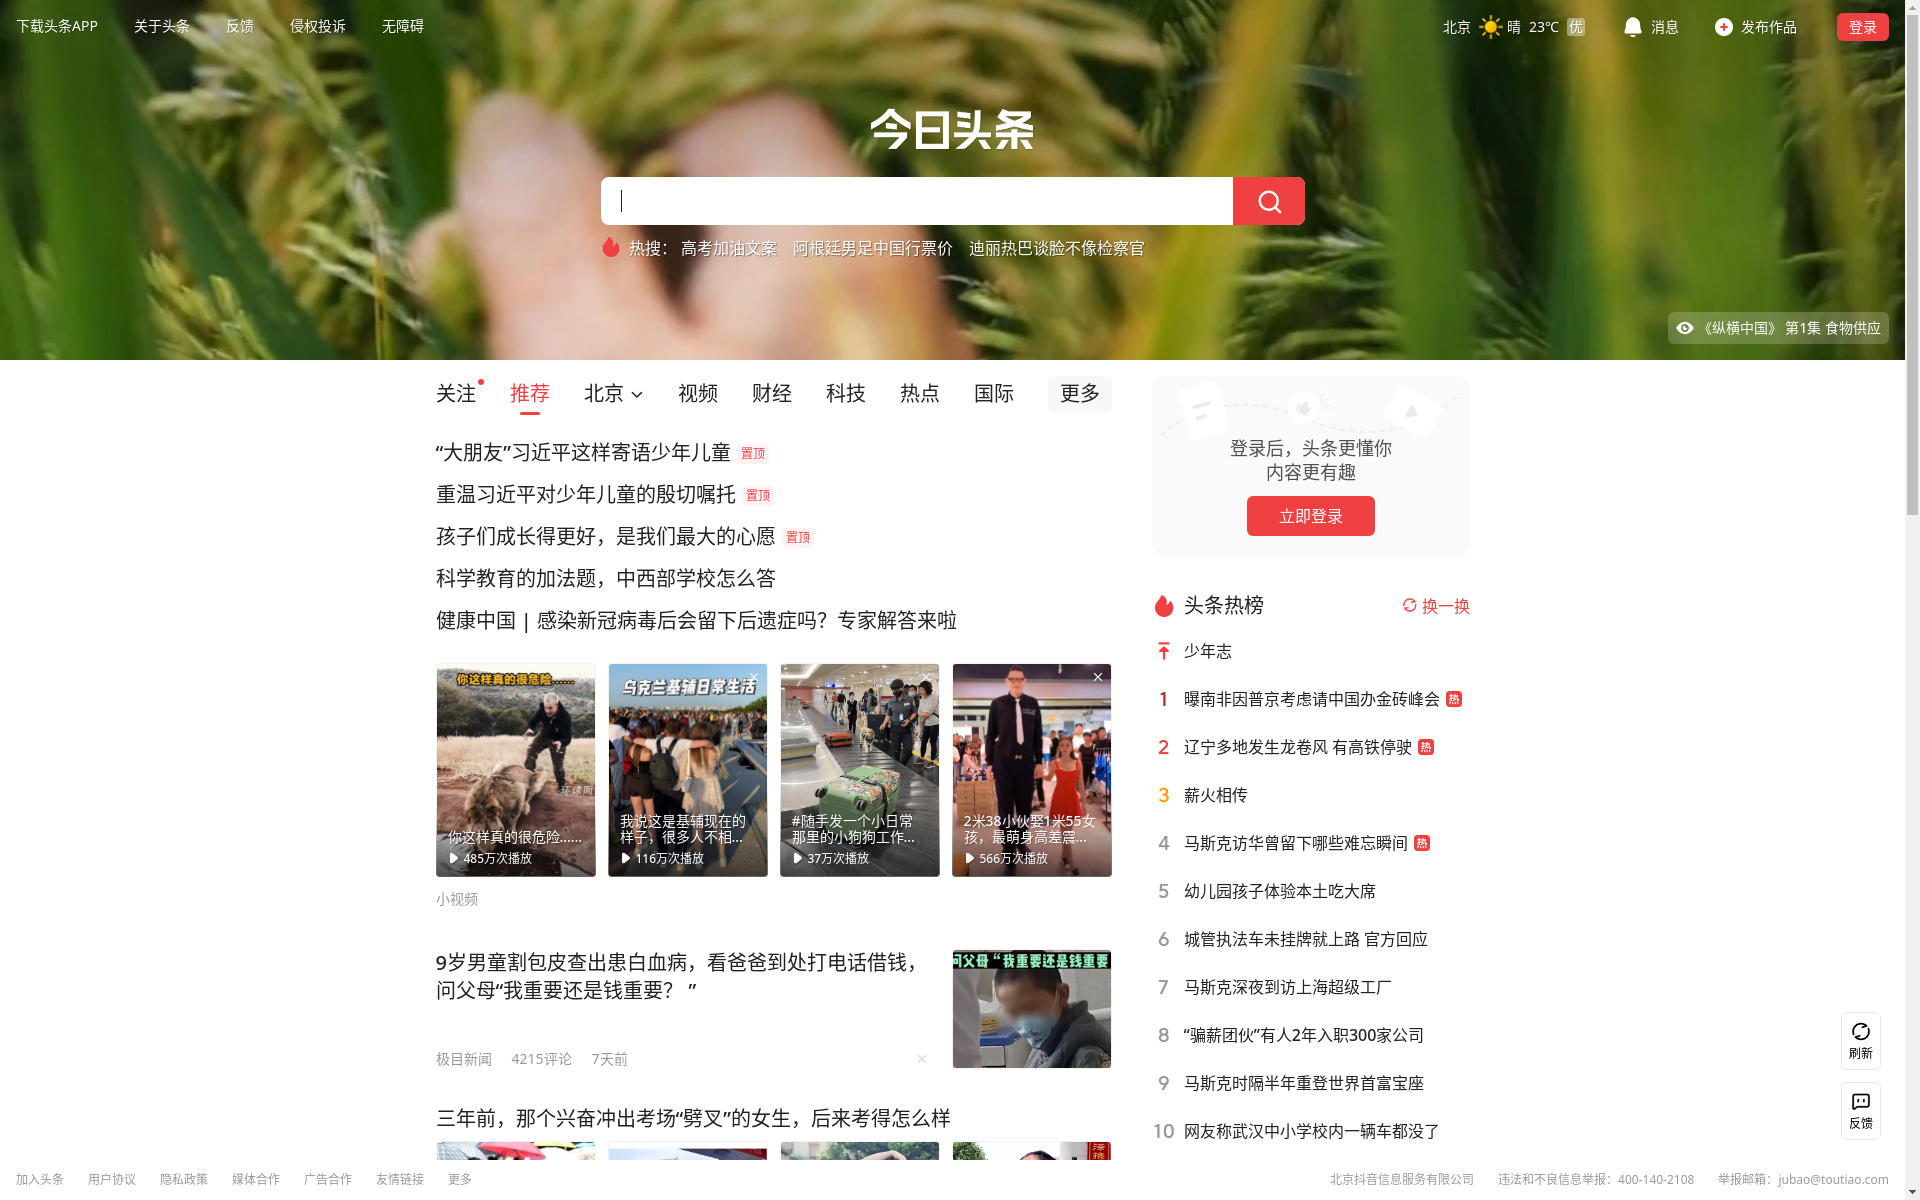 下载头条APP 关于头条 反馈 侵权投诉 无障碍 北京 晴 23℃ 优 消息 发布作品 登录
今日头条
热搜： 高考加油文案 阿根廷男足中国行票价 迪丽热巴谈脸不像检察官
《纵横中国》 第1集 食物供应
关注 推荐 北京 视频 财经 科技 热点 国际 更多
“大朋友”习近平这样寄语少年儿童 置顶
重温习近平对少年儿童的殷切嘱托 置顶
孩子们成长得更好，是我们最大的心愿 置顶
科学教育的加法题，中西部学校怎么答
健康中国 | 感染新冠病毒后会留下后遗症吗？专家解答来啦
你这样真的很危险……
环球网
你这样真的很危险……
485万次播放
乌克兰基辅日常生活
我说这是基辅现在的
样子，很多人不相...
116万次播放
#随手发一个小日常
那里的小狗狗工作...
37万次播放
2米38小伙娶1米55女
孩，最萌身高差震...
566万次播放
小视频
9岁男童割包皮查出患白血病，看爸爸到处打电话借钱，
问父母“我重要还是钱重要？ ”
极目新闻 4215评论 7天前
问父母“我重要还是钱重要
三年前，那个兴奋冲出考场“劈叉”的女生，后来考得怎么样
登录后，头条更懂你
内容更有趣
立即登录
头条热榜 换一换
少年志
1 曝南非因普京考虑请中国办金砖峰会 热
2 辽宁多地发生龙卷风 有高铁停驶 热
3 薪火相传
4 马斯克访华曾留下哪些难忘瞬间 热
5 幼儿园孩子体验本土吃大席
6 城管执法车未挂牌就上路 官方回应
7 马斯克深夜到访上海超级工厂
8 “骗薪团伙”有人2年入职300家公司
9 马斯克时隔半年重登世界首富宝座
10 网友称武汉中小学校内一辆车都没了
刷新
反馈
加入头条 用户协议 隐私政策 媒体合作 广告合作 友情链接 更多 北京抖音信息服务有限公司 违法和不良信息举报：400-140-2108 举报邮箱：jubao@toutiao.com